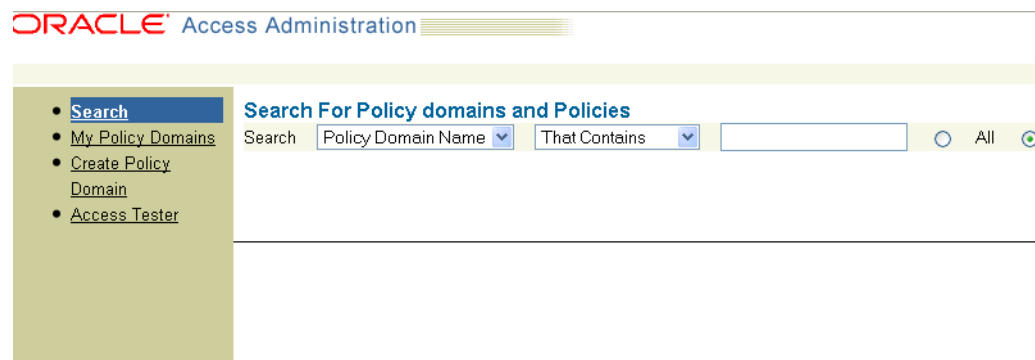 ORACLE Access Administration
Search
My Policy Domains
Create Policy
Domain
Access Tester
Search For Policy domains and Policies
Search Policy Domain Name That Contains All